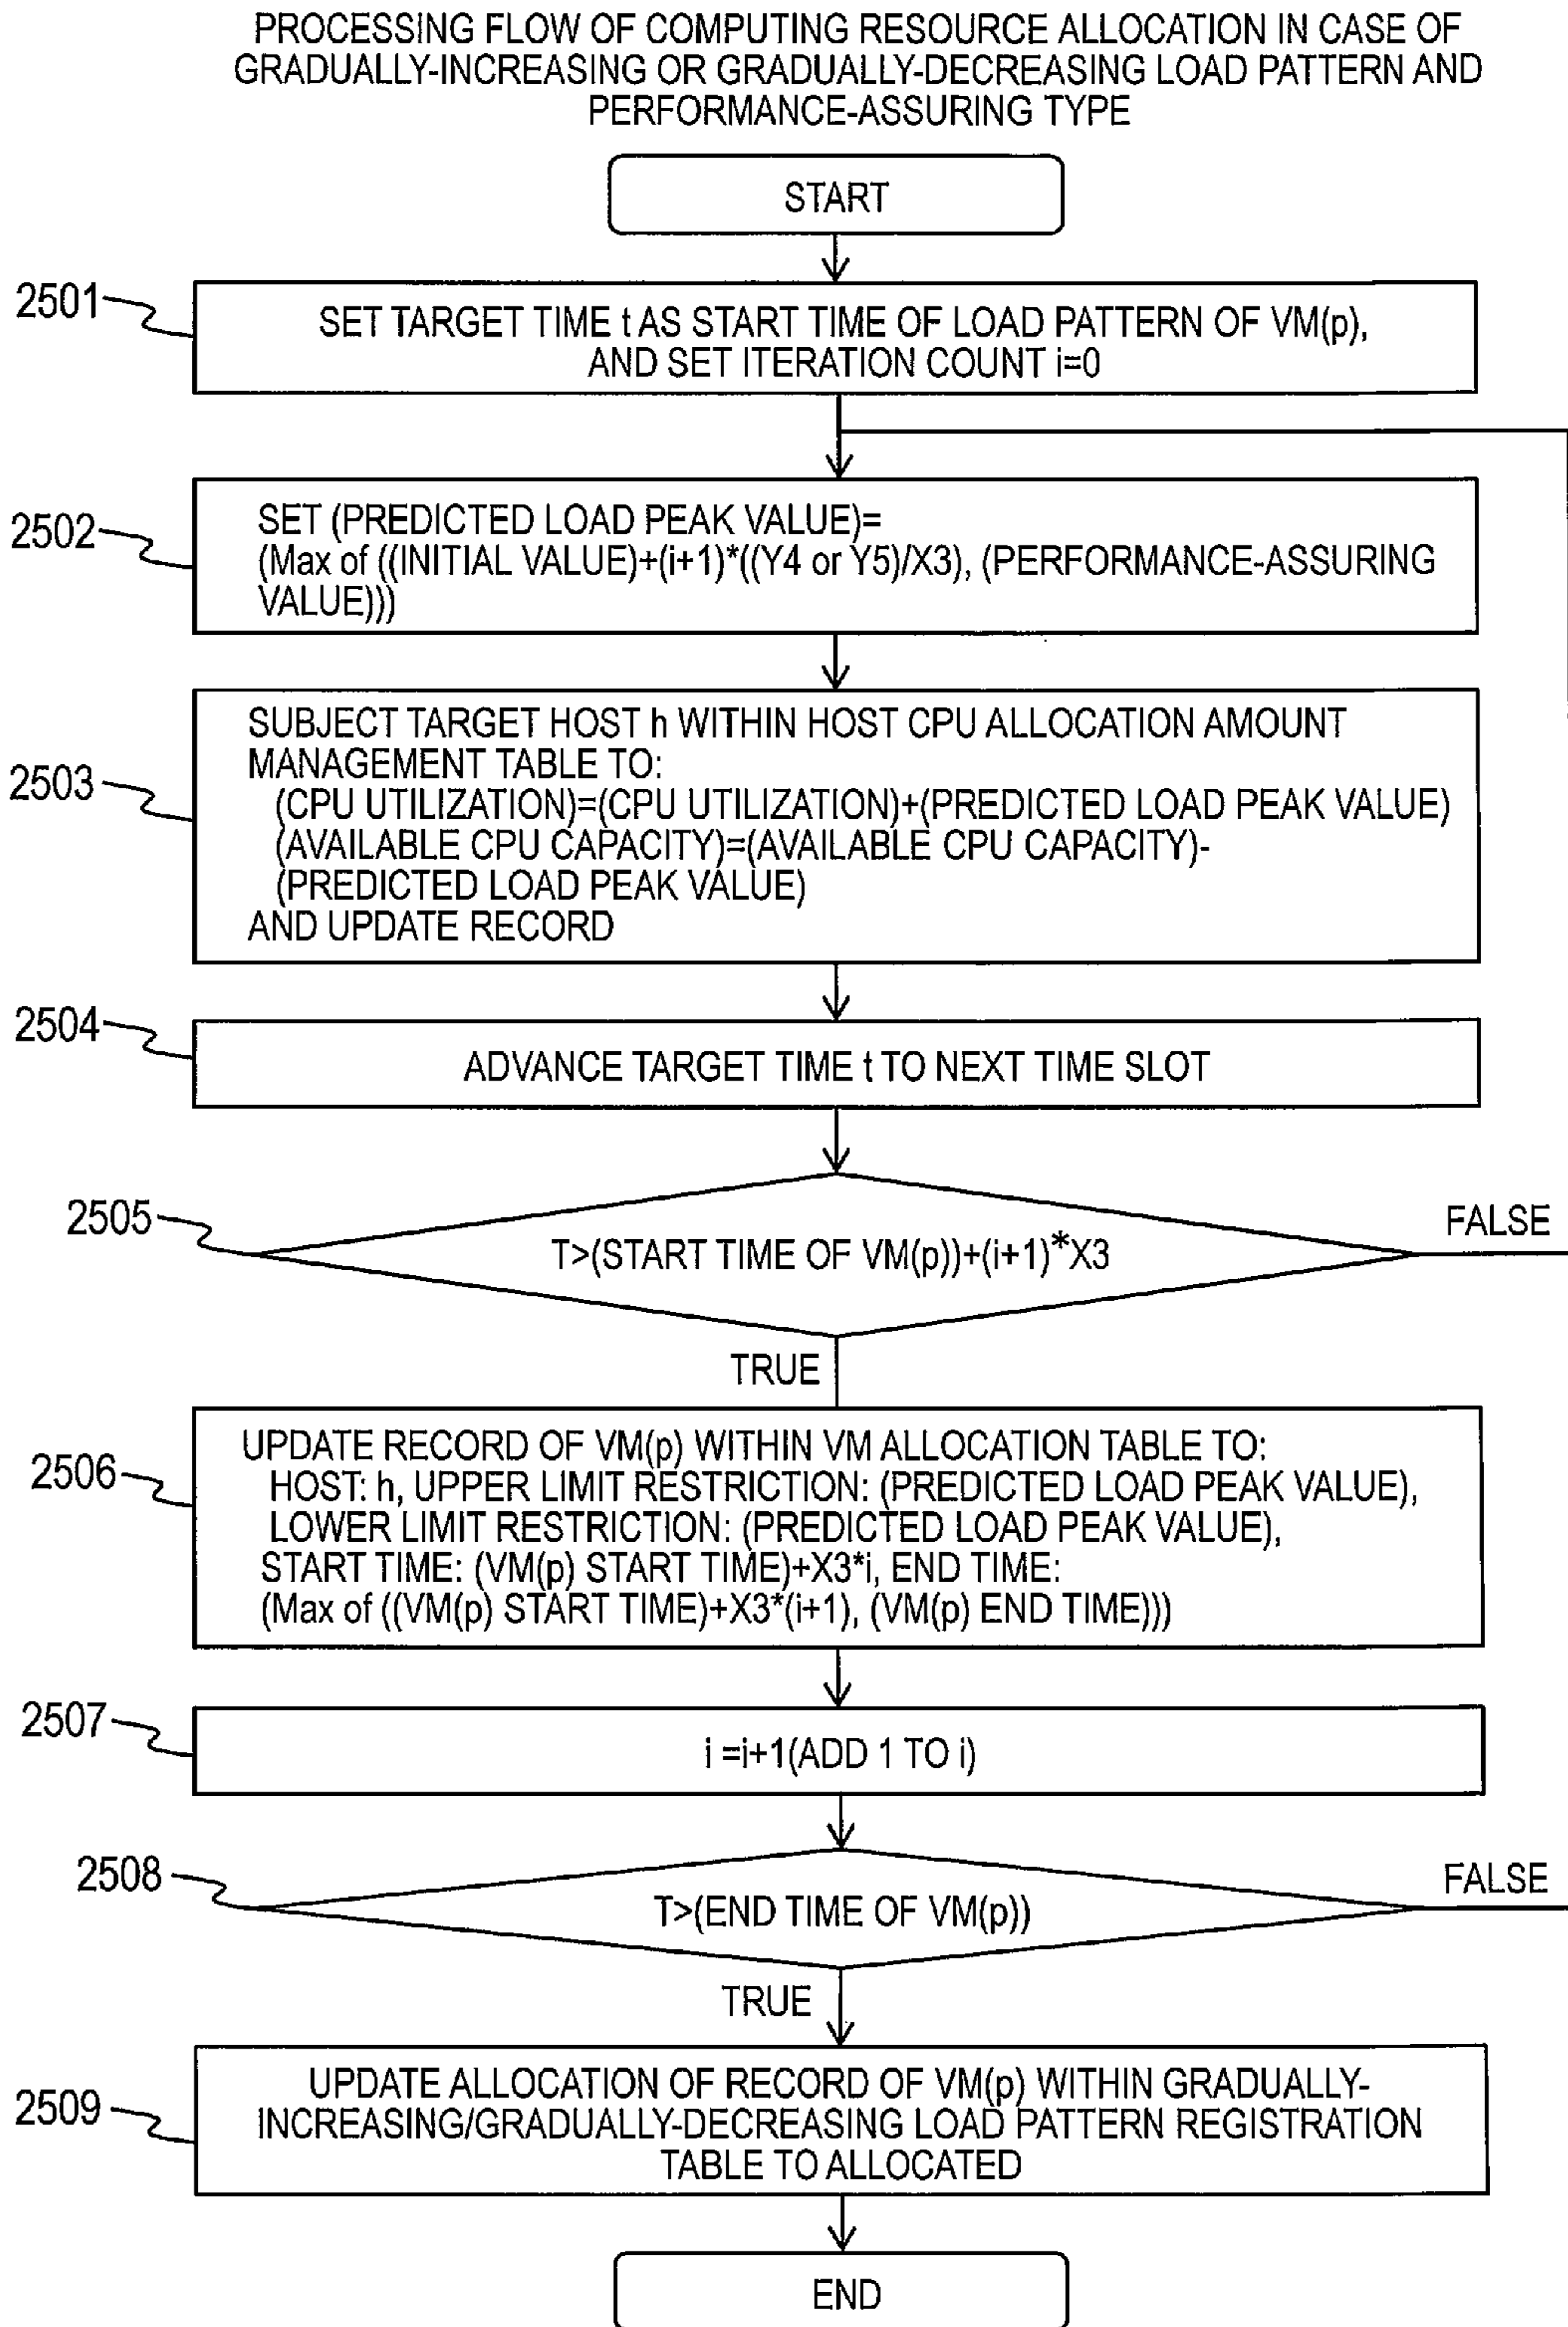 PROCESSING FLOW OF COMPUTING RESOURCE ALLOCATION IN CASE OF
GRADUALLY-INCREASING OR GRADUALLY-DECREASING LOAD PATTERN AND
PERFORMANCE-ASSURING TYPE
START
2501
SET TARGET TIME t AS START TIME OF LOAD PATTERN OF VM(p),
AND SET ITERATION COUNT i=0
2502
SET (PREDICTED LOAD PEAK VALUE)=
(Max of ((INITIAL VALUE)+(i+1)*((Y4 or Y5)/X3), (PERFORMANCE-ASSURING
VALUE)))
2503
SUBJECT TARGET HOST h WITHIN HOST CPU ALLOCATION AMOUNT
MANAGEMENT TABLE TO:
(CPU UTILIZATION)=(CPU UTILIZATION)+(PREDICTED LOAD PEAK VALUE)
(AVAILABLE CPU CAPACITY)=(AVAILABLE CPU CAPACITY)-
(PREDICTED LOAD PEAK VALUE)
AND UPDATE RECORD
2504
ADVANCE TARGET TIME t TO NEXT TIME SLOT
2505
T>(START TIME OF VM(p))+(i+1)*X3
FALSE
TRUE
2506
UPDATE RECORD OF VM(p) WITHIN VM ALLOCATION TABLE TO:
HOST: h, UPPER LIMIT RESTRICTION: (PREDICTED LOAD PEAK VALUE),
LOWER LIMIT RESTRICTION: (PREDICTED LOAD PEAK VALUE),
START TIME: (VM(p) START TIME)+X3*i, END TIME:
(Max of ((VM(p) START TIME)+X3*(i+1), (VM(p) END TIME)))
2507
i =i+1(ADD 1 TO i)
2508
T>(END TIME OF VM(p))
FALSE
TRUE
2509
UPDATE ALLOCATION OF RECORD OF VM(p) WITHIN GRADUALLY-
INCREASING/GRADUALLY-DECREASING LOAD PATTERN REGISTRATION
TABLE TO ALLOCATED
END